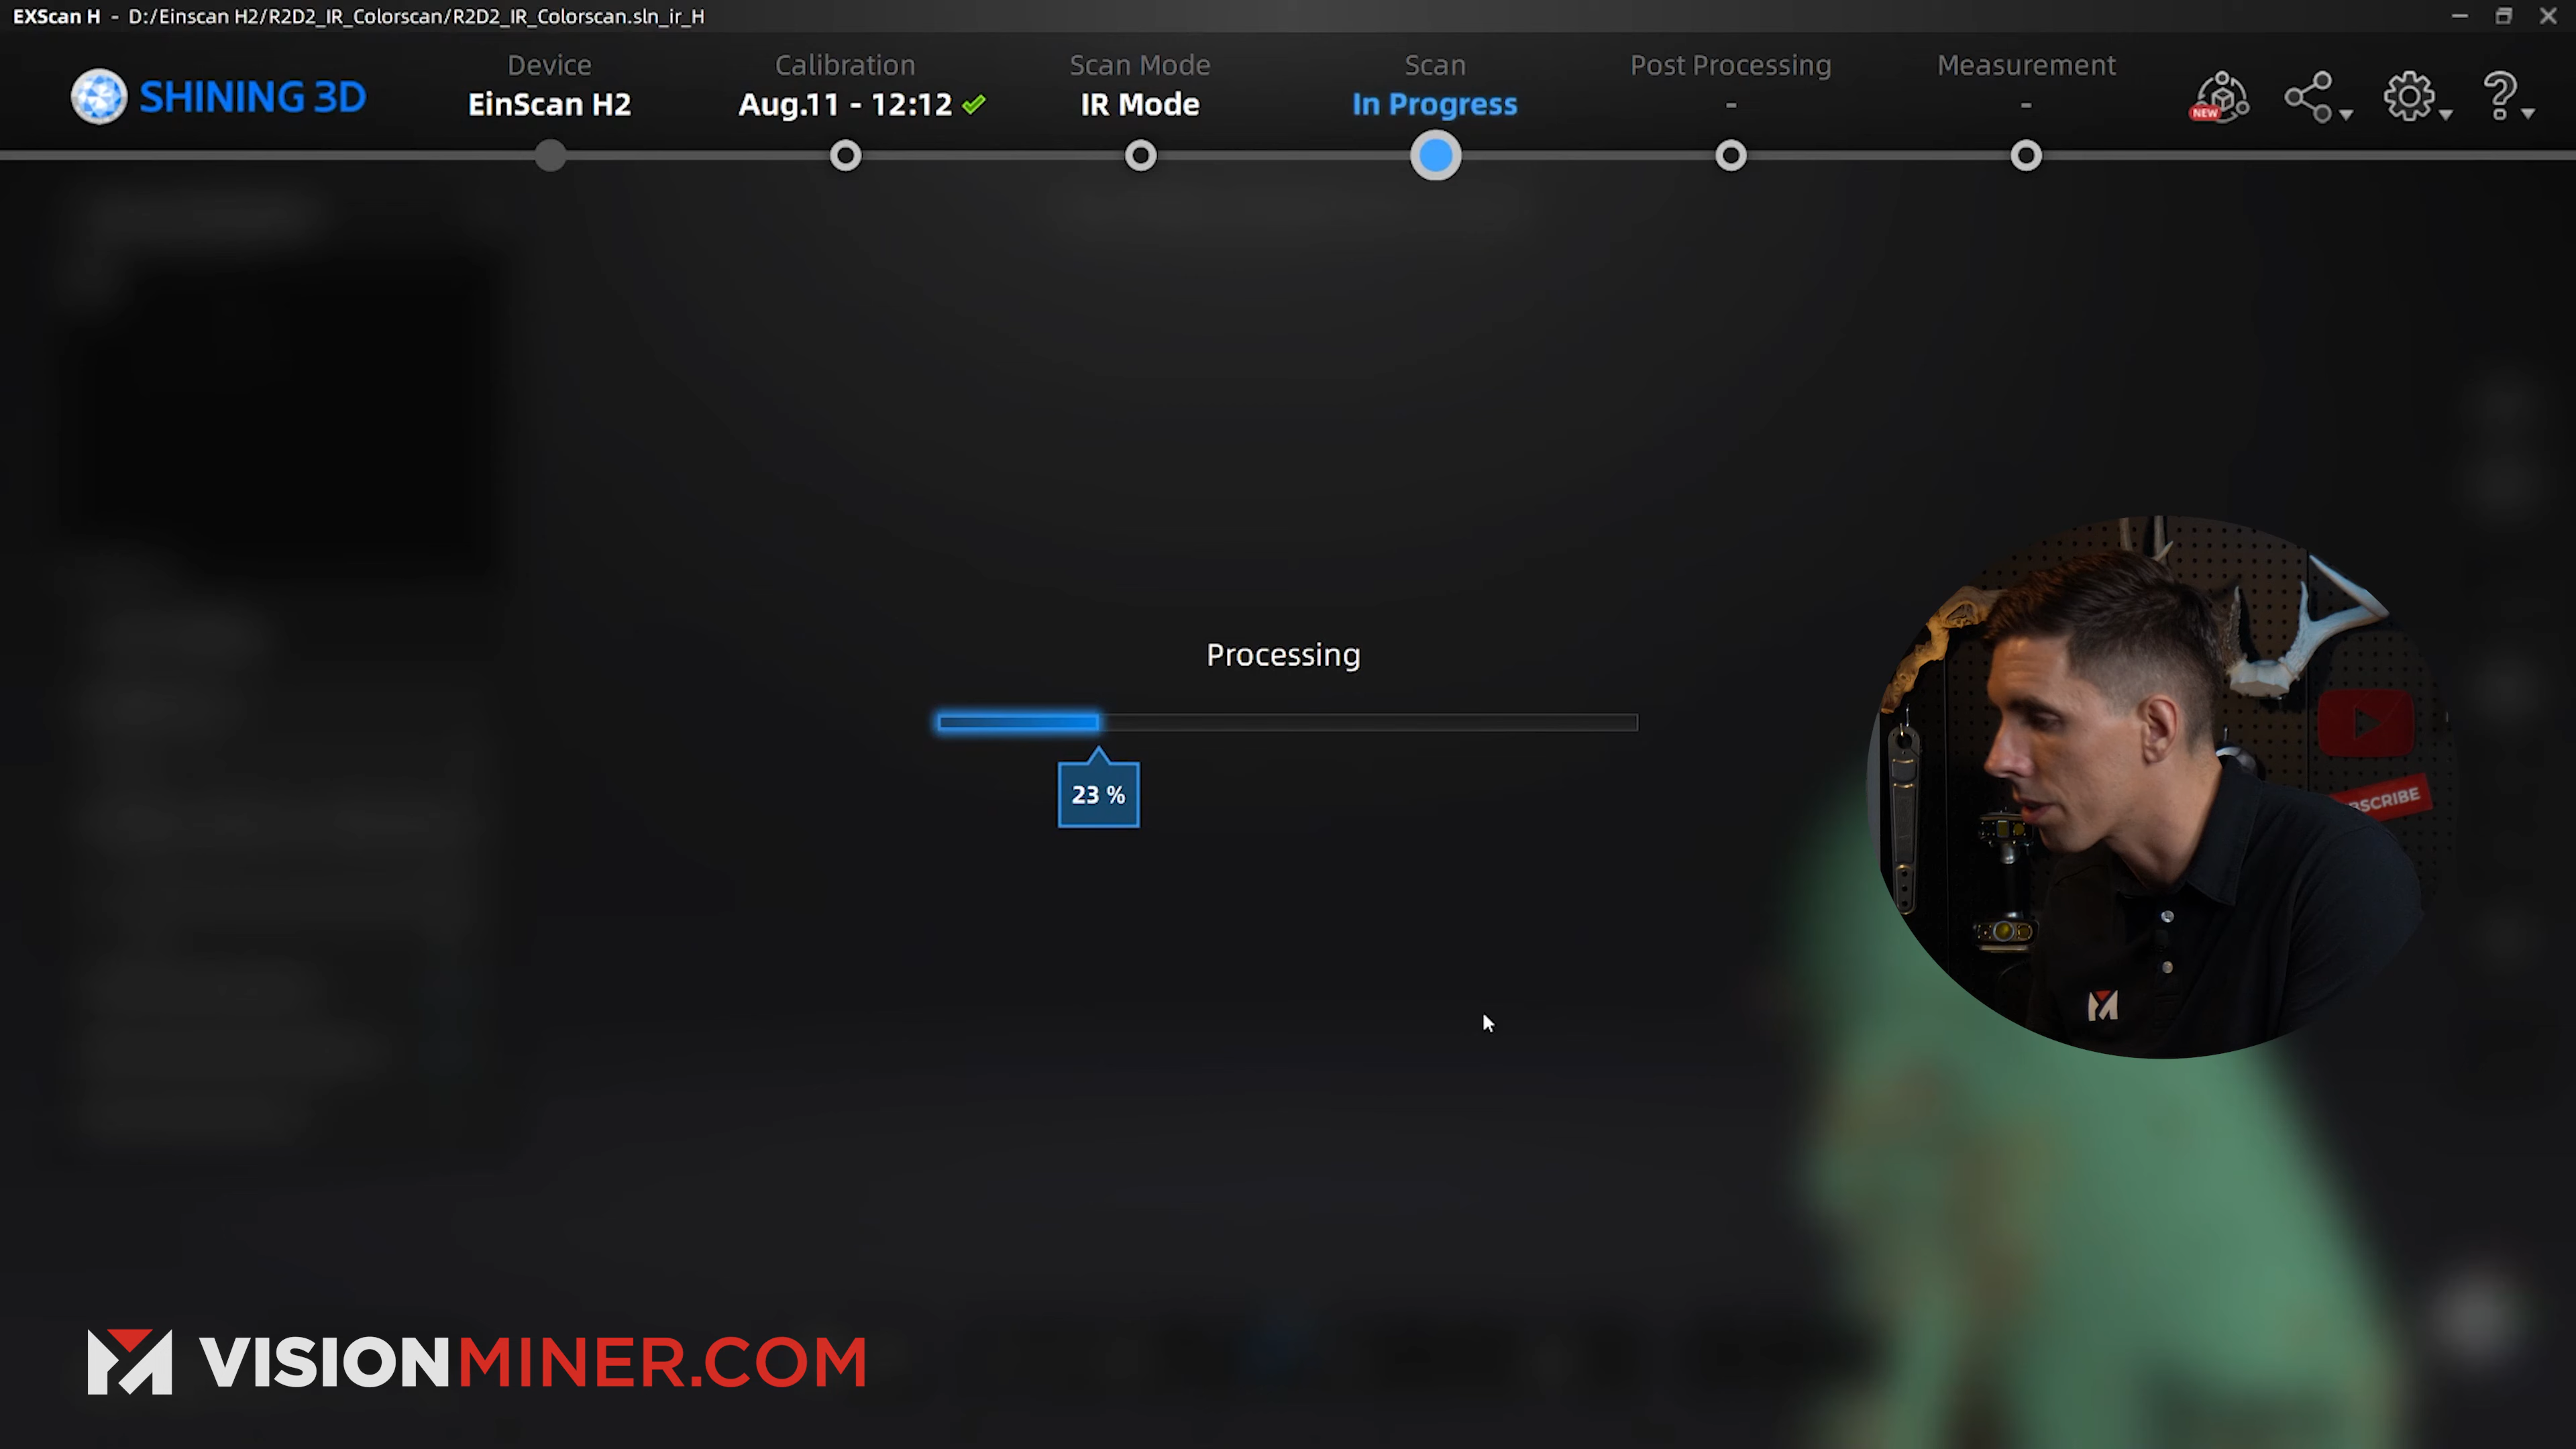 EXScan H - D:/Einscan H2/R2D2_IR_Colorscan/R2D2_IR_Colorscan.sln_ir_H
SHINING 3D
Device
EinScan H2
Calibration
Aug.11 - 12:12
Scan Mode
IR Mode
Scan
In Progress
Post Processing
-
Measurement
-
NEW
Processing
23 %
VISIONMINER.COM